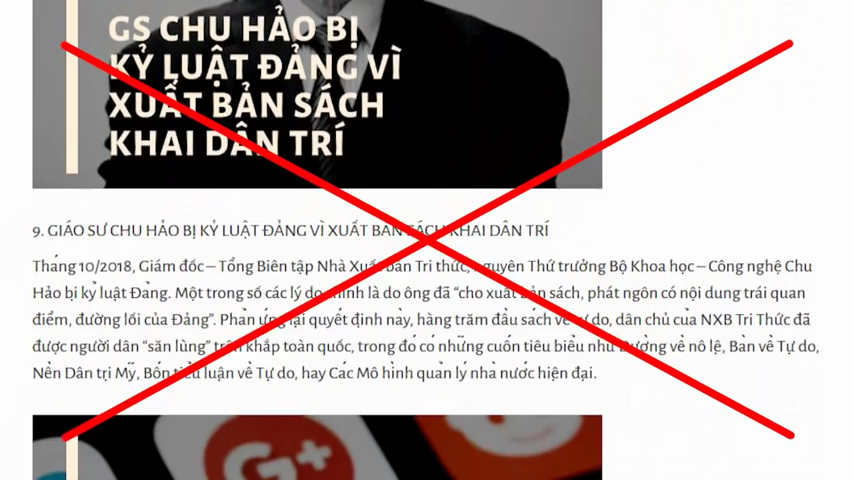 GS CHU HẢO BỊ
KỶ LUẬT ĐẢNG VÌ
XUẤT BẢN SÁCH
KHAI DÂN TRÍ
9. GIÁO SƯ CHU HẢO BỊ KỶ LUẬT ĐẢNG VÌ XUẤT BẢN SÁCH KHAI DÂN TRÍ
Tháng 10/2018, Giám đốc – Tổng Biên tập Nhà Xuất bản Tri thức, nguyên Thứ trưởng Bộ Khoa học – Công nghệ Chu
Hảo bị kỷ luật Đảng. Một trong số các lý do chính là do ông đã “cho xuất bản sách, phát ngôn có nội dung trái quan
điểm, đường lối của Đảng”. Phản ứng lại quyết định này, hàng trăm đầu sách về tự do, dân chủ của NXB Tri Thức đã
được người dân “săn lùng” trên khắp toàn quốc, trong đó có những cuốn tiêu biểu như Đường về nô lệ, Bàn về Tự do,
Nền Dân trị Mỹ, Bốn tiểu luận về Tự do, hay Các Mô hình quản lý nhà nước hiện đại.
G+